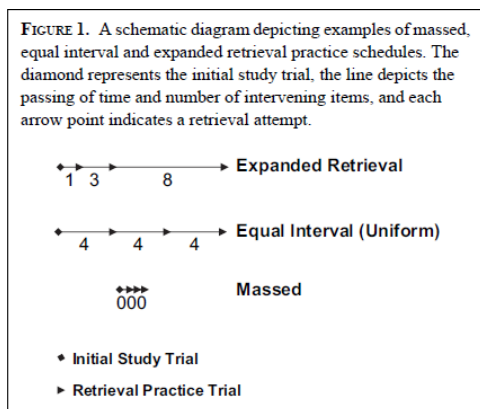 FIGURE 1. A schematic diagram depicting examples of massed,
equal interval and expanded retrieval practice schedules. The
diamond represents the initial study trial, the line depicts the
passing of time and number of intervening items, and each
arrow point indicates a retrieval attempt.
Expanded Retrieval
1 3 8
Equal Interval (Uniform)
4 4 4
Massed
000
Initial Study Trial
Retrieval Practice Trial